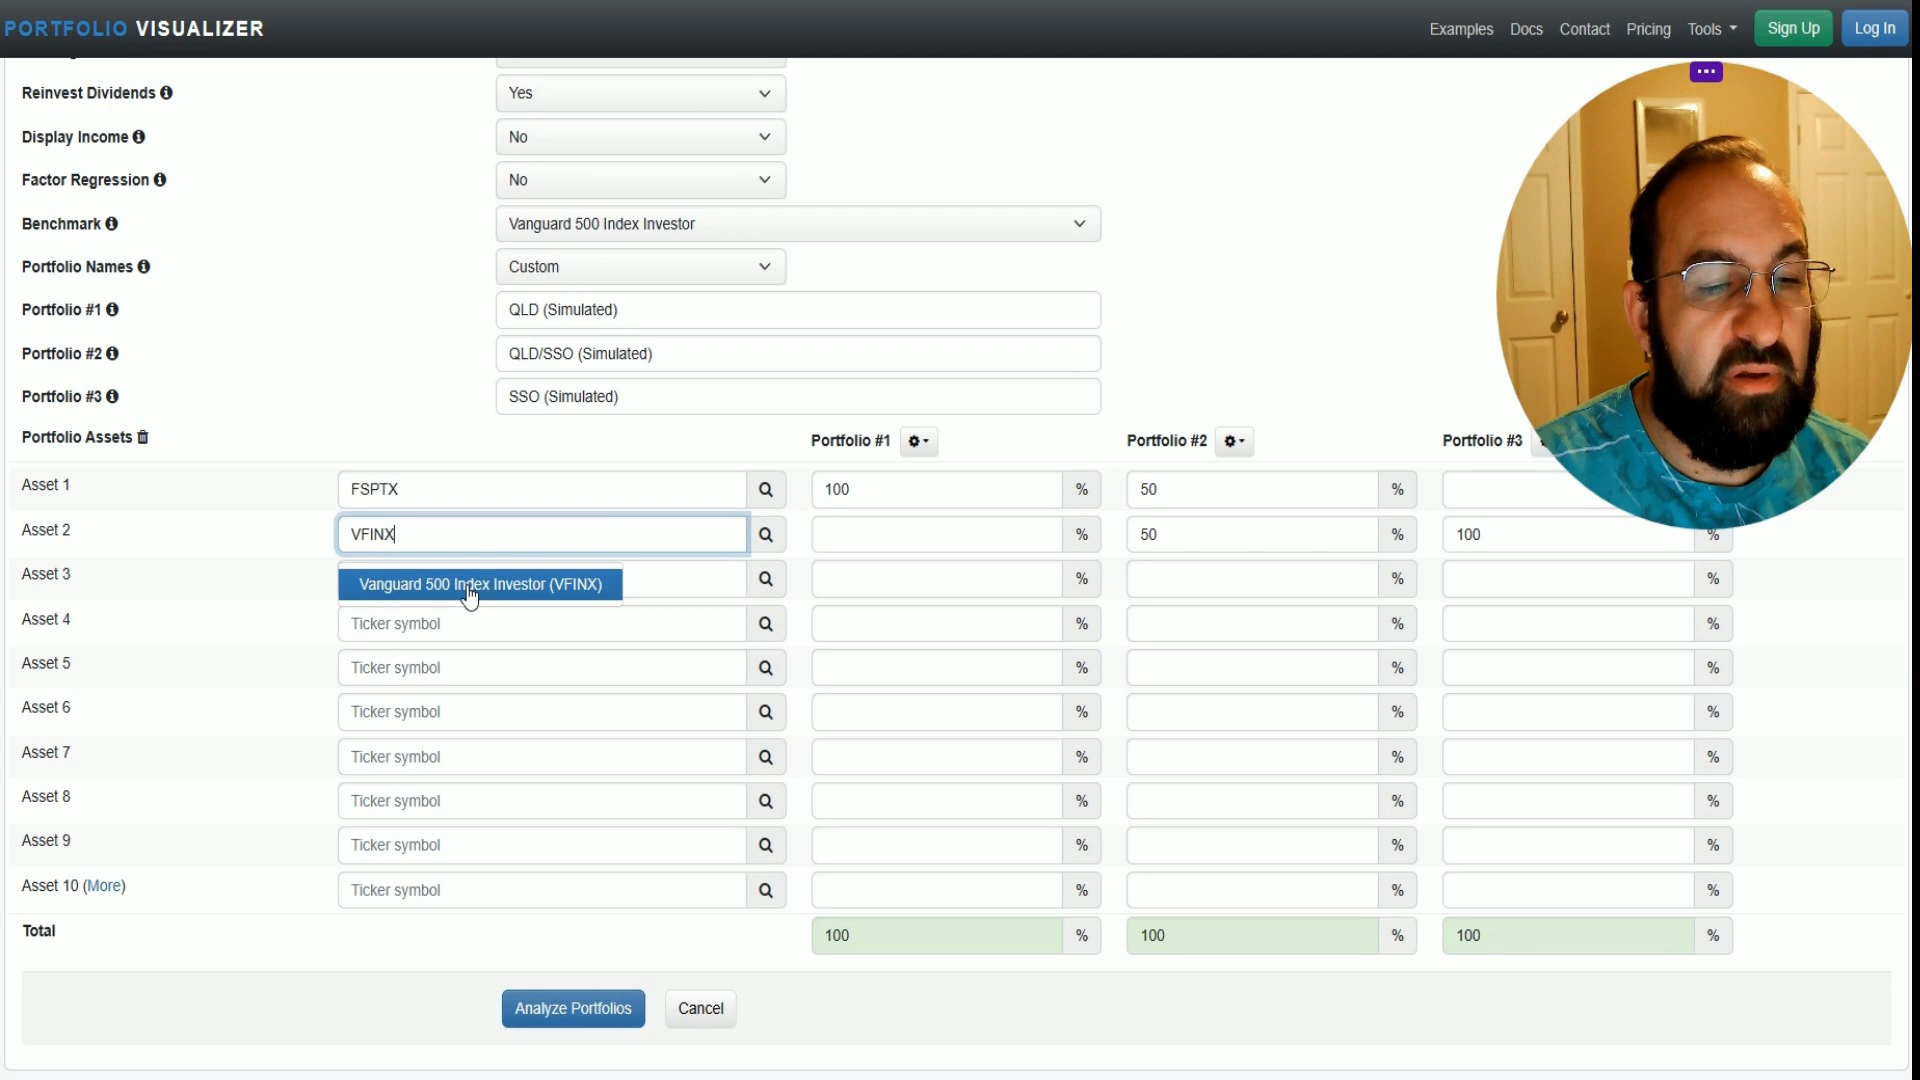 PORTFOLIO VISUALIZER
Examples Docs Contact Pricing Tools Sign Up Log In
Reinvest Dividends Yes
Display Income No
Factor Regression No
Benchmark Vanguard 500 Index Investor
Portfolio Names Custom
Portfolio #1 QLD (Simulated)
Portfolio #2 QLD/SSO (Simulated)
Portfolio #3 SSO (Simulated)
Portfolio Assets Portfolio #1 Portfolio #2 Portfolio #3
Asset 1 FSPTX 100 % 50 %
Asset 2 VFINX % 50 % 100 %
Asset 3 % % %
Vanguard 500 Index Investor (VFINX)
Asset 4 Ticker symbol % % %
Asset 5 Ticker symbol % % %
Asset 6 Ticker symbol % % %
Asset 7 Ticker symbol % % %
Asset 8 Ticker symbol % % %
Asset 9 Ticker symbol % % %
Asset 10 (More) Ticker symbol % % %
Total 100 % 100 % 100 %
Analyze Portfolios Cancel